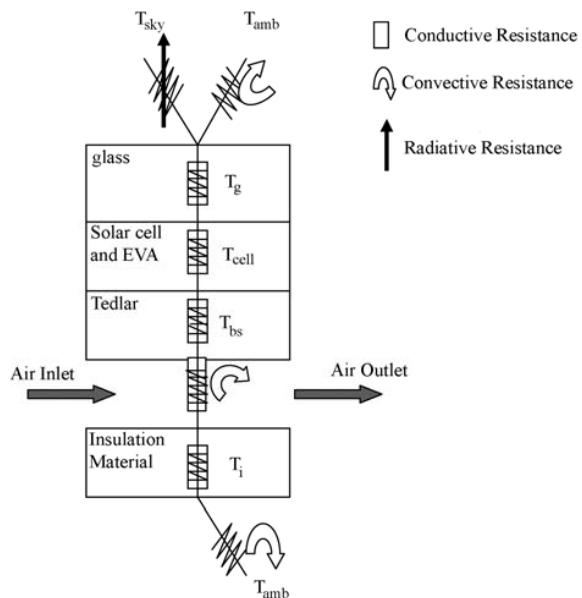 T_sky
T_amb
Conductive Resistance
Convective Resistance
Radiative Resistance
glass
T_g
Solar cell
and EVA
T_cell
Tedlar
T_bs
Air Inlet
Air Outlet
Insulation
Material
T_i
T_amb